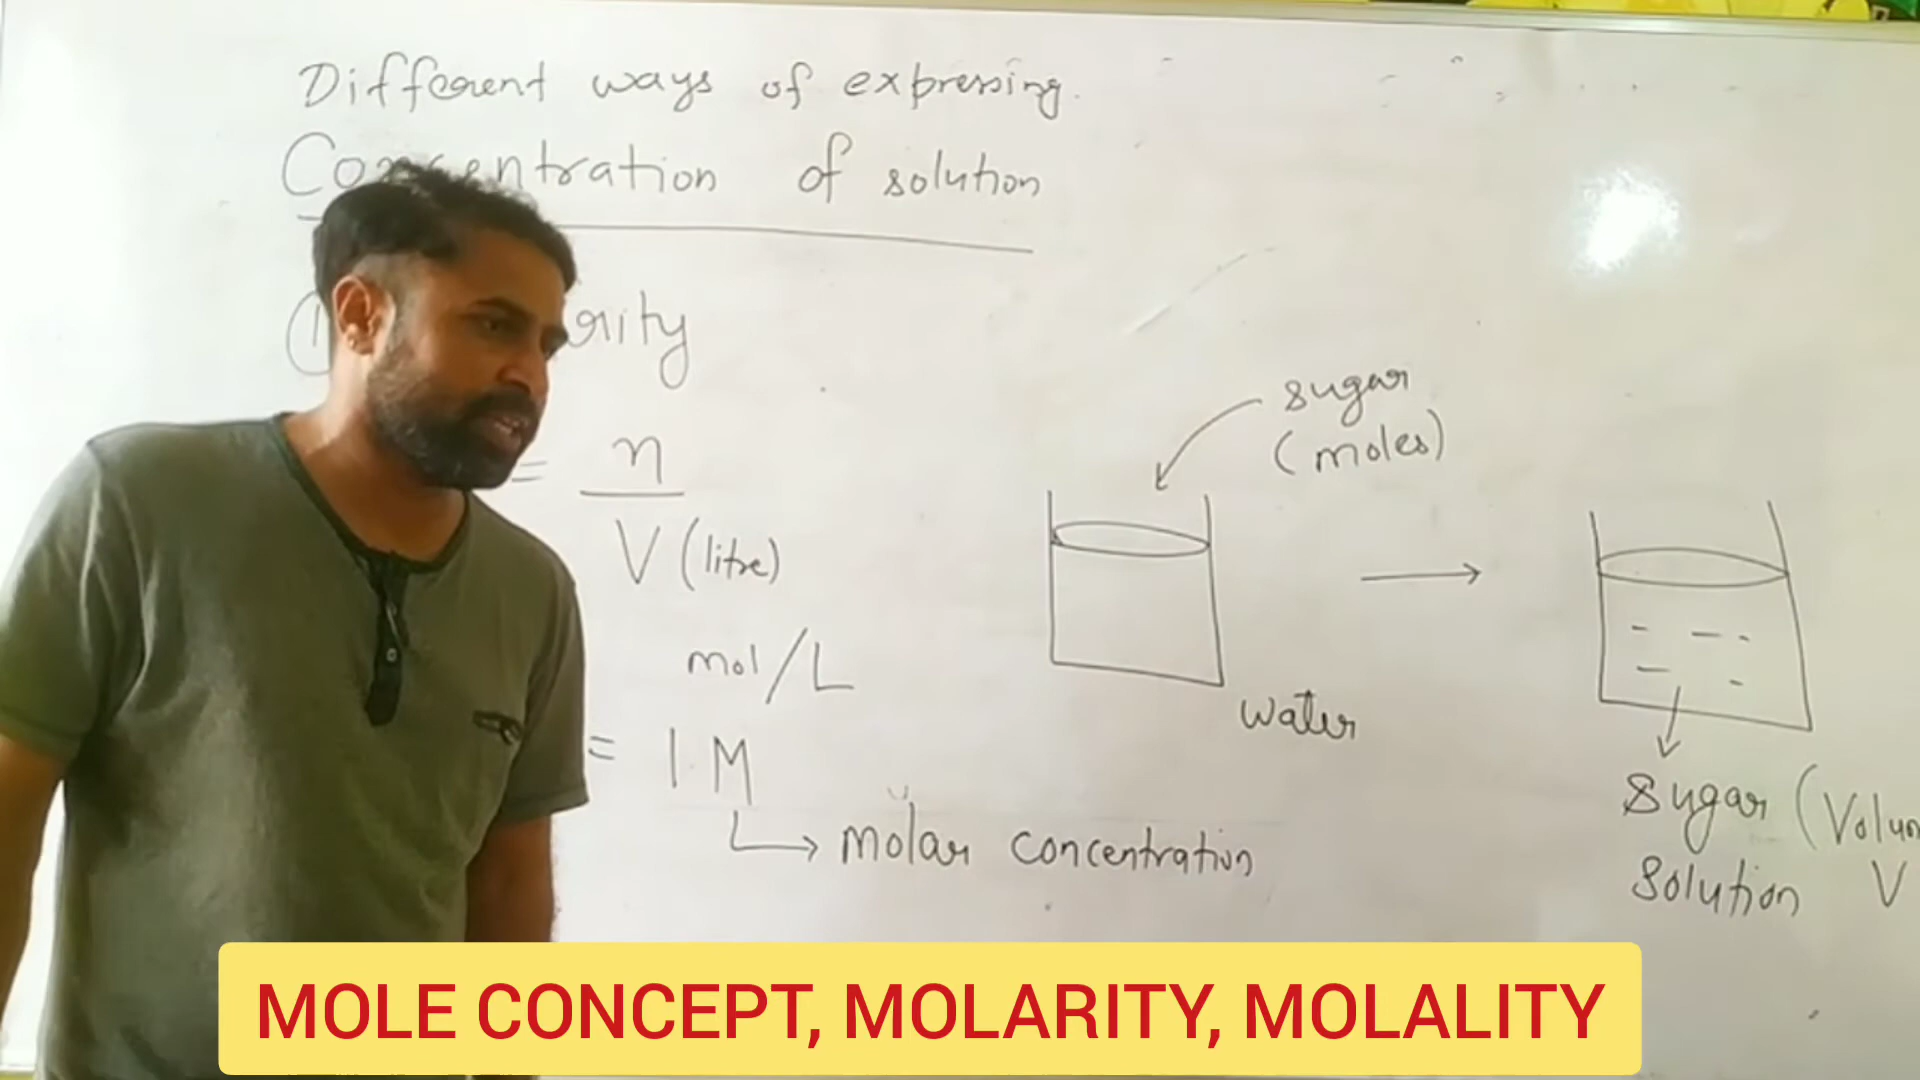 Different ways of expressing.
Concentration of solution
rity
= n
V (litre)
mol/L
= 1 M
molar concentration
sugar
(moles)
water
Sugar
solution V
MOLE CONCEPT, MOLARITY, MOLALITY